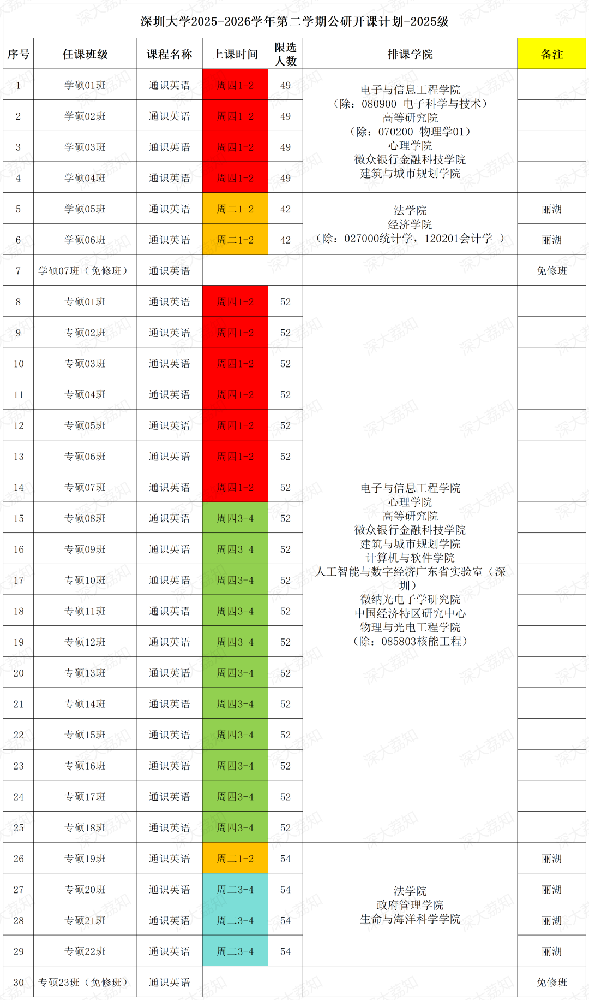 深圳大学2025-2026学年第二学期公研开课计划-2025级
序号 任课班级 课程名称 上课时间 限选人数 排课学院 备注
1 学硕01班 通识英语 周四1-2 49
2 学硕02班 通识英语 周四1-2 49
3 学硕03班 通识英语 周四1-2 49
4 学硕04班 通识英语 周四1-2 49
电子与信息工程学院
（除：080900 电子科学与技术）
高等研究院
（除：070200 物理学01）
心理学院
微众银行金融科技学院
建筑与城市规划学院
5 学硕05班 通识英语 周二1-2 42 丽湖
6 学硕06班 通识英语 周二1-2 42 丽湖
法学院
经济学院
（除：027000统计学，120201会计学 ）
7 学硕07班（免修班） 通识英语 免修班
8 专硕01班 通识英语 周四1-2 52
9 专硕02班 通识英语 周四1-2 52
10 专硕03班 通识英语 周四1-2 52
11 专硕04班 通识英语 周四1-2 52
12 专硕05班 通识英语 周四1-2 52
13 专硕06班 通识英语 周四1-2 52
14 专硕07班 通识英语 周四1-2 52
15 专硕08班 通识英语 周四3-4 52
16 专硕09班 通识英语 周四3-4 52
17 专硕10班 通识英语 周四3-4 52
18 专硕11班 通识英语 周四3-4 52
19 专硕12班 通识英语 周四3-4 52
20 专硕13班 通识英语 周四3-4 52
21 专硕14班 通识英语 周四3-4 52
22 专硕15班 通识英语 周四3-4 52
23 专硕16班 通识英语 周四3-4 52
24 专硕17班 通识英语 周四3-4 52
25 专硕18班 通识英语 周四3-4 52
电子与信息工程学院
心理学院
高等研究院
微众银行金融科技学院
建筑与城市规划学院
计算机与软件学院
人工智能与数字经济广东省实验室（深
圳）
微纳光电子学研究院
中国经济特区研究中心
物理与光电工程学院
（除：085803核能工程）
26 专硕19班 通识英语 周二1-2 54 丽湖
27 专硕20班 通识英语 周二3-4 54 丽湖
28 专硕21班 通识英语 周二3-4 54 丽湖
29 专硕22班 通识英语 周二3-4 54 丽湖
法学院
政府管理学院
生命与海洋科学学院
30 专硕23班（免修班） 通识英语 免修班
深大荔知